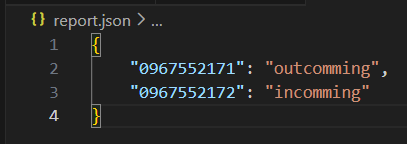 {} report.json > ...
1 {
2 "0967552171": "outcomming",
3 "0967552172": "incomming"
4 }